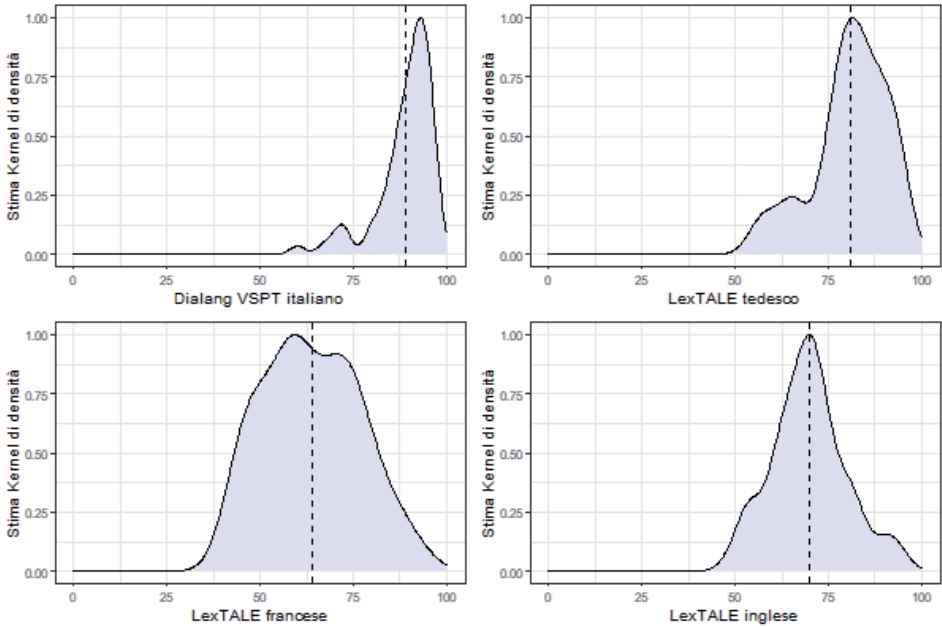 Stima Kernel di densità
1.00
0.75
0.50
0.25
0.00
0 25 50 75 100
Dialang VSPT italiano
Stima Kernel di densità
1.00
0.75
0.50
0.25
0.00
0 25 50 75 100
LexTALE tedesco
Stima Kernel di densità
1.00
0.75
0.50
0.25
0.00
0 25 50 75 100
LexTALE francese
Stima Kernel di densità
1.00
0.75
0.50
0.25
0.00
0 25 50 75 100
LexTALE inglese